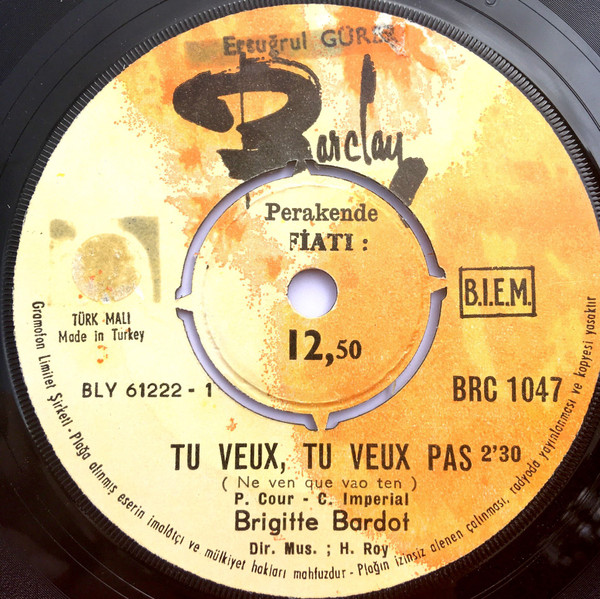 Ertuğrul GÜRER
Barclay
Perakende
FİATI :
12,50
B.I.E.M.
TÜRK MALI
Made in Turkey
BLY 61222 - 1
BRC 1047
TU VEUX, TU VEUX PAS 2'30
( Ne ven que vao ten )
P. Cour - C. Imperial
Brigitte Bardot
Dir. Mus. ; H. Roy
Gramofon Limitet Şirketi - Plağa alınmış eserin imalâtçı ve mülkiyet hakları mahfuzdur - Plağın izinsiz alenen çalınması, radyoda yayınlanması ve kopyesi yasaktır